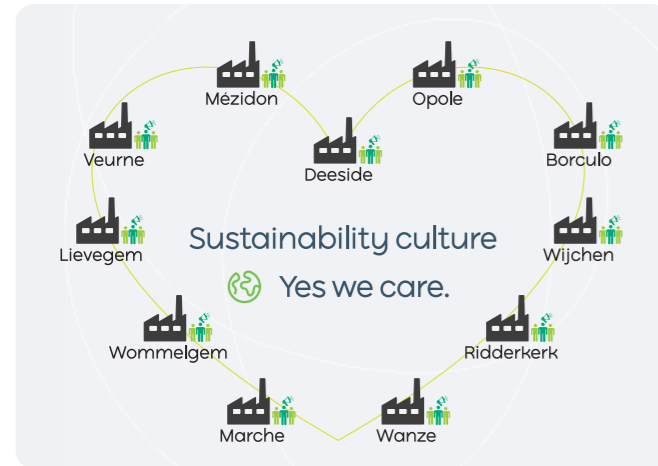 Mézidon
Opole
Veurne
Deeside
Borculo
Lievegem
Sustainability culture
Wijchen
Yes we care.
Wommelgem
Ridderkerk
Marche
Wanze